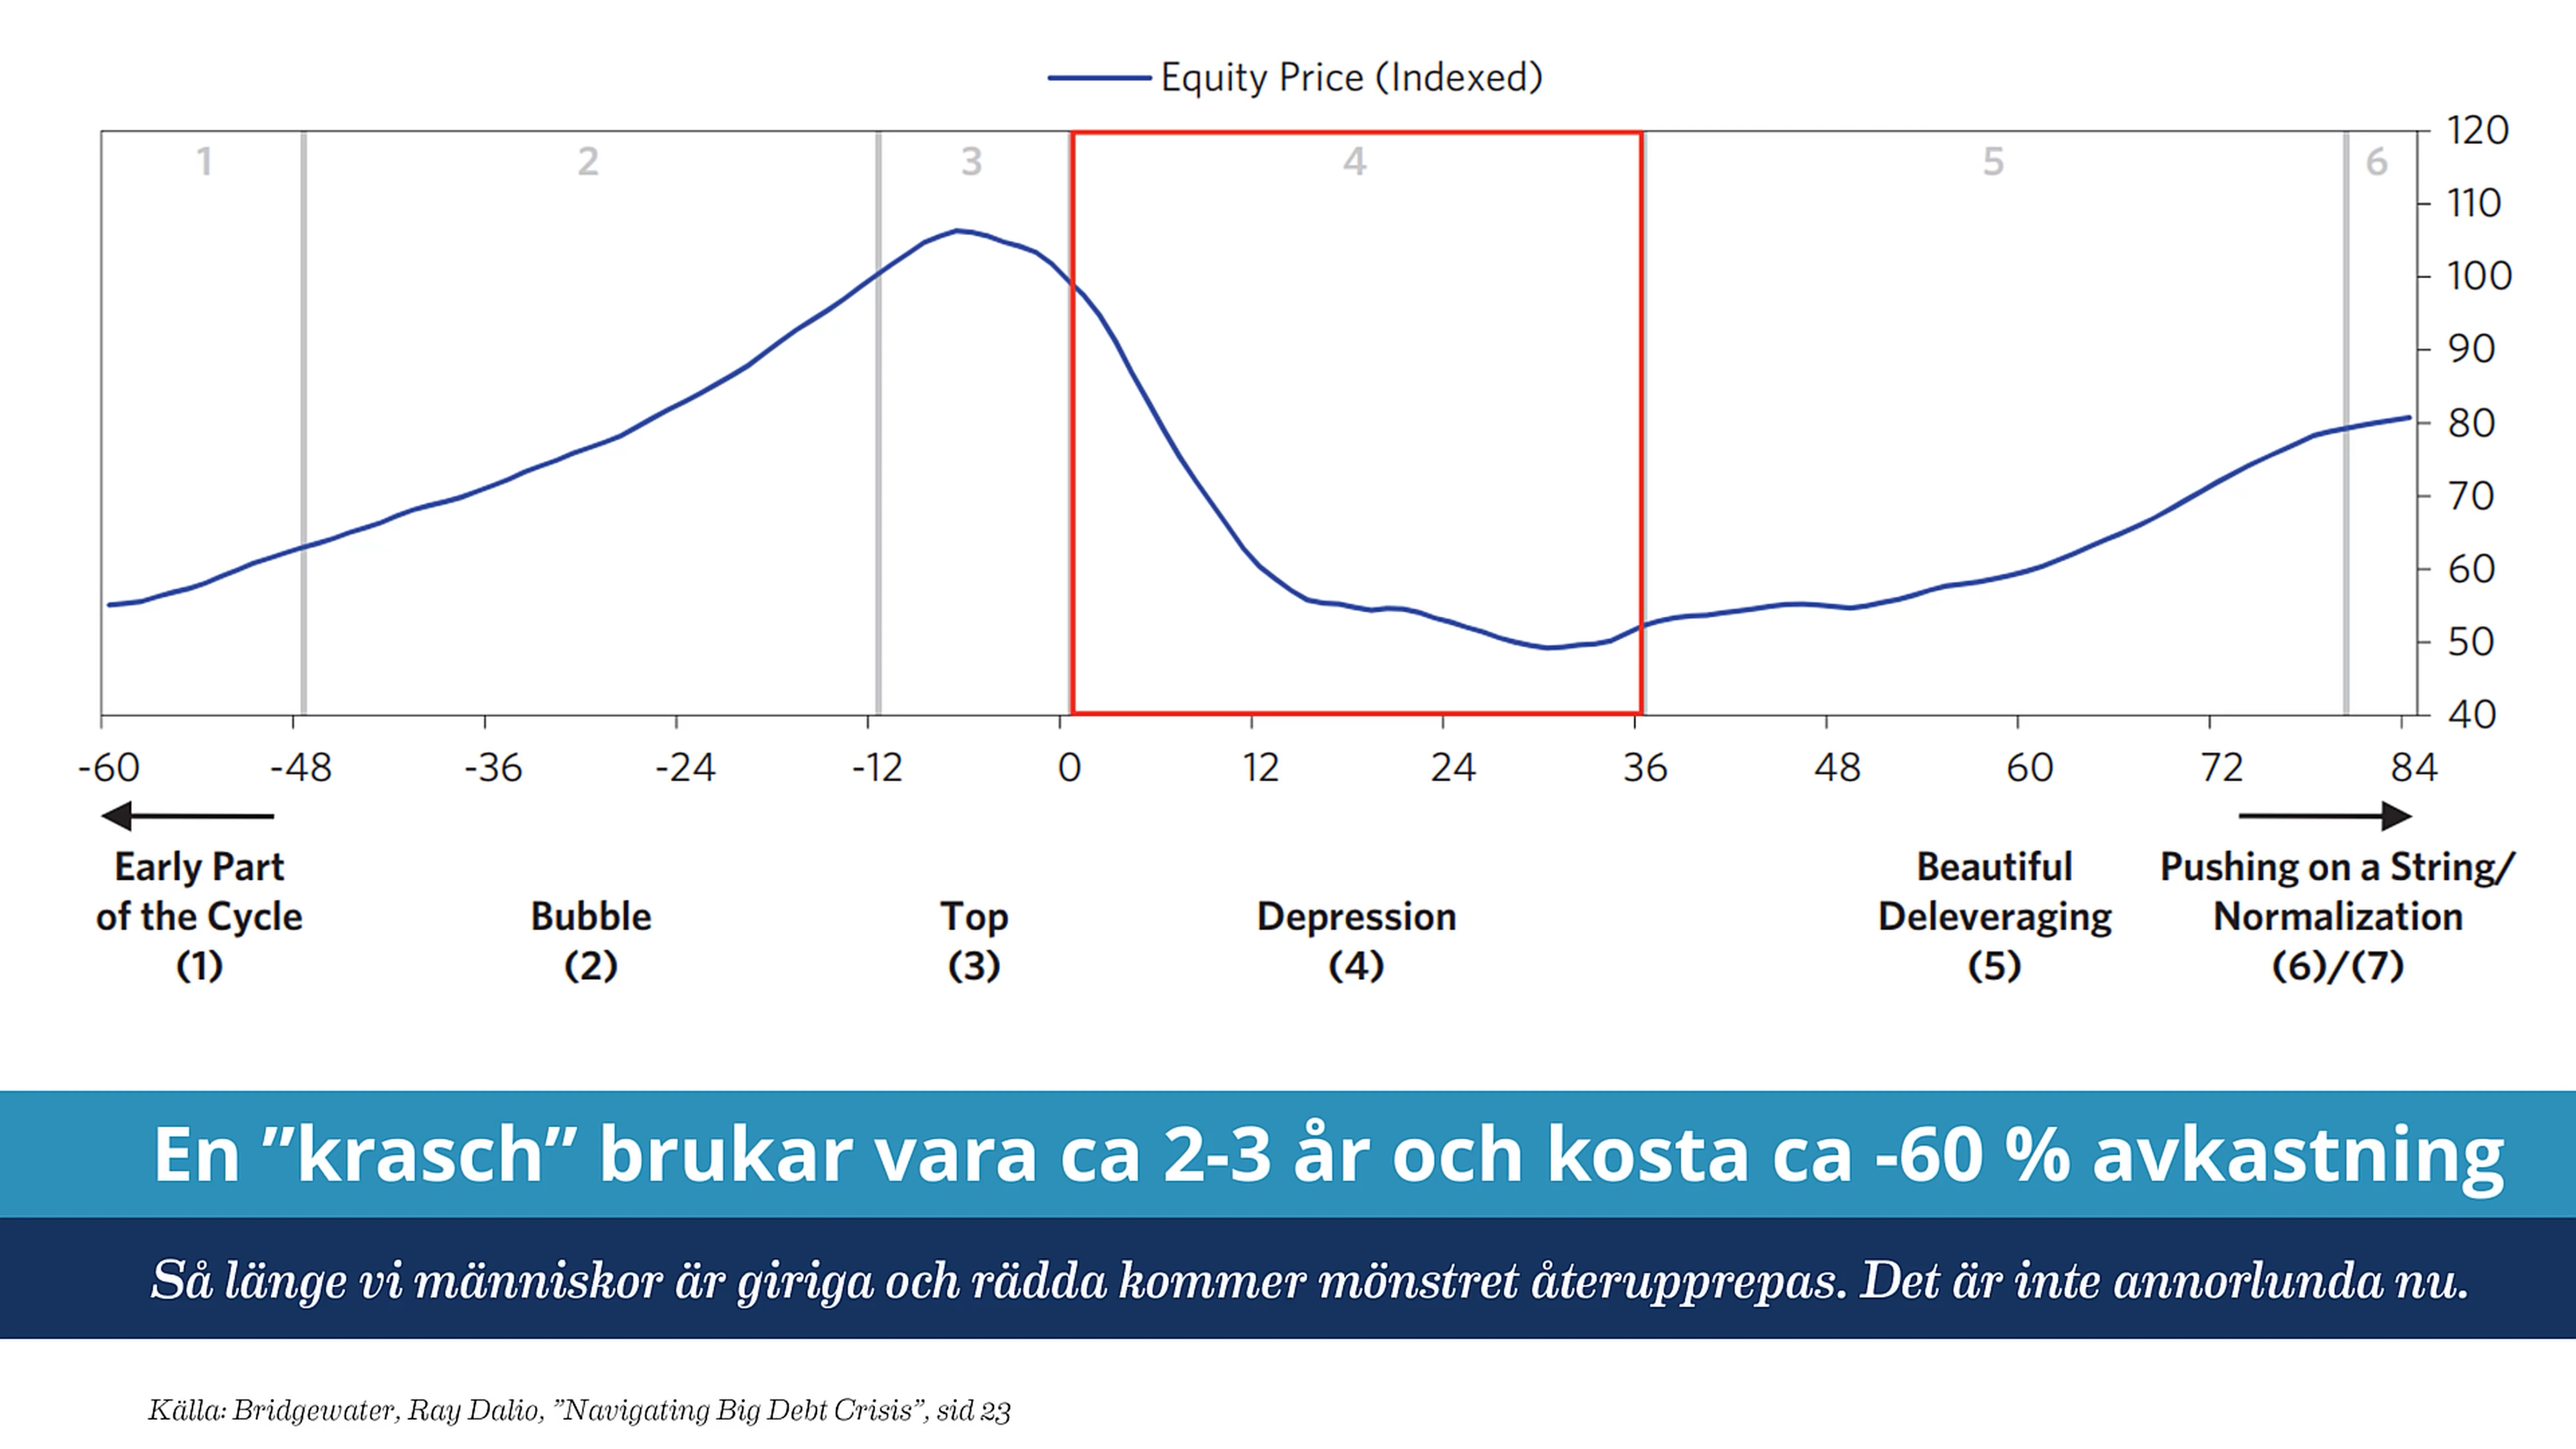 Equity Price (Indexed)
1 2 3 4 5 6
120
110
100
90
80
70
60
50
40
-60 -48 -36 -24 -12 0 12 24 36 48 60 72 84
Early Part
of the Cycle
(1)
Bubble
(2)
Top
(3)
Depression
(4)
Beautiful
Deleveraging
(5)
Pushing on a String/
Normalization
(6)/(7)
En ”krasch” brukar vara ca 2-3 år och kosta ca -60 % avkastning
Så länge vi människor är giriga och rädda kommer mönstret återupprepas. Det är inte annorlunda nu.
Källa: Bridgewater, Ray Dalio, ”Navigating Big Debt Crisis”, sid 23